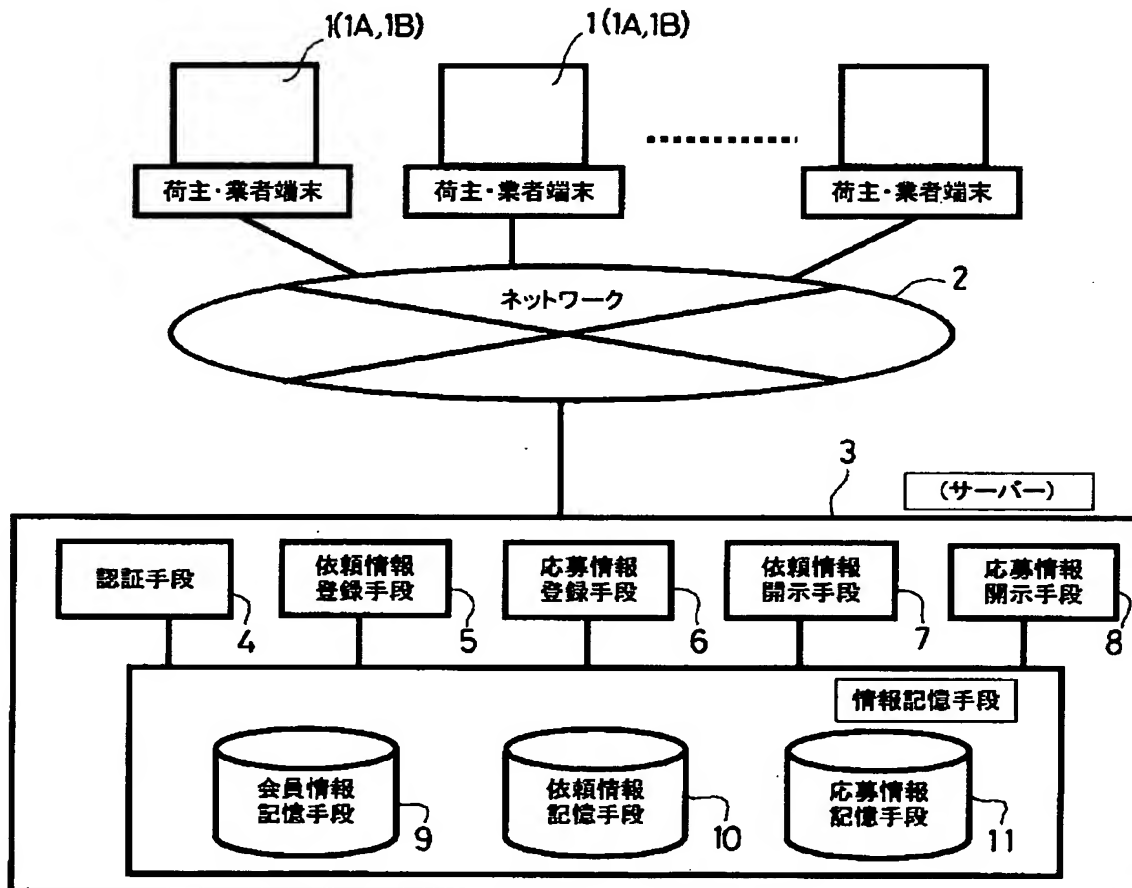 1(1A,1B)
1(1A,1B)
荷主・業者端末
荷主・業者端末
荷主・業者端末
ネットワーク
2
3
(サーバー)
認証手段
4
依頼情報
登録手段
5
応募情報
登録手段
6
依頼情報
開示手段
7
応募情報
開示手段
8
情報記憶手段
会員情報
記憶手段
9
依頼情報
記憶手段
10
応募情報
記憶手段
11